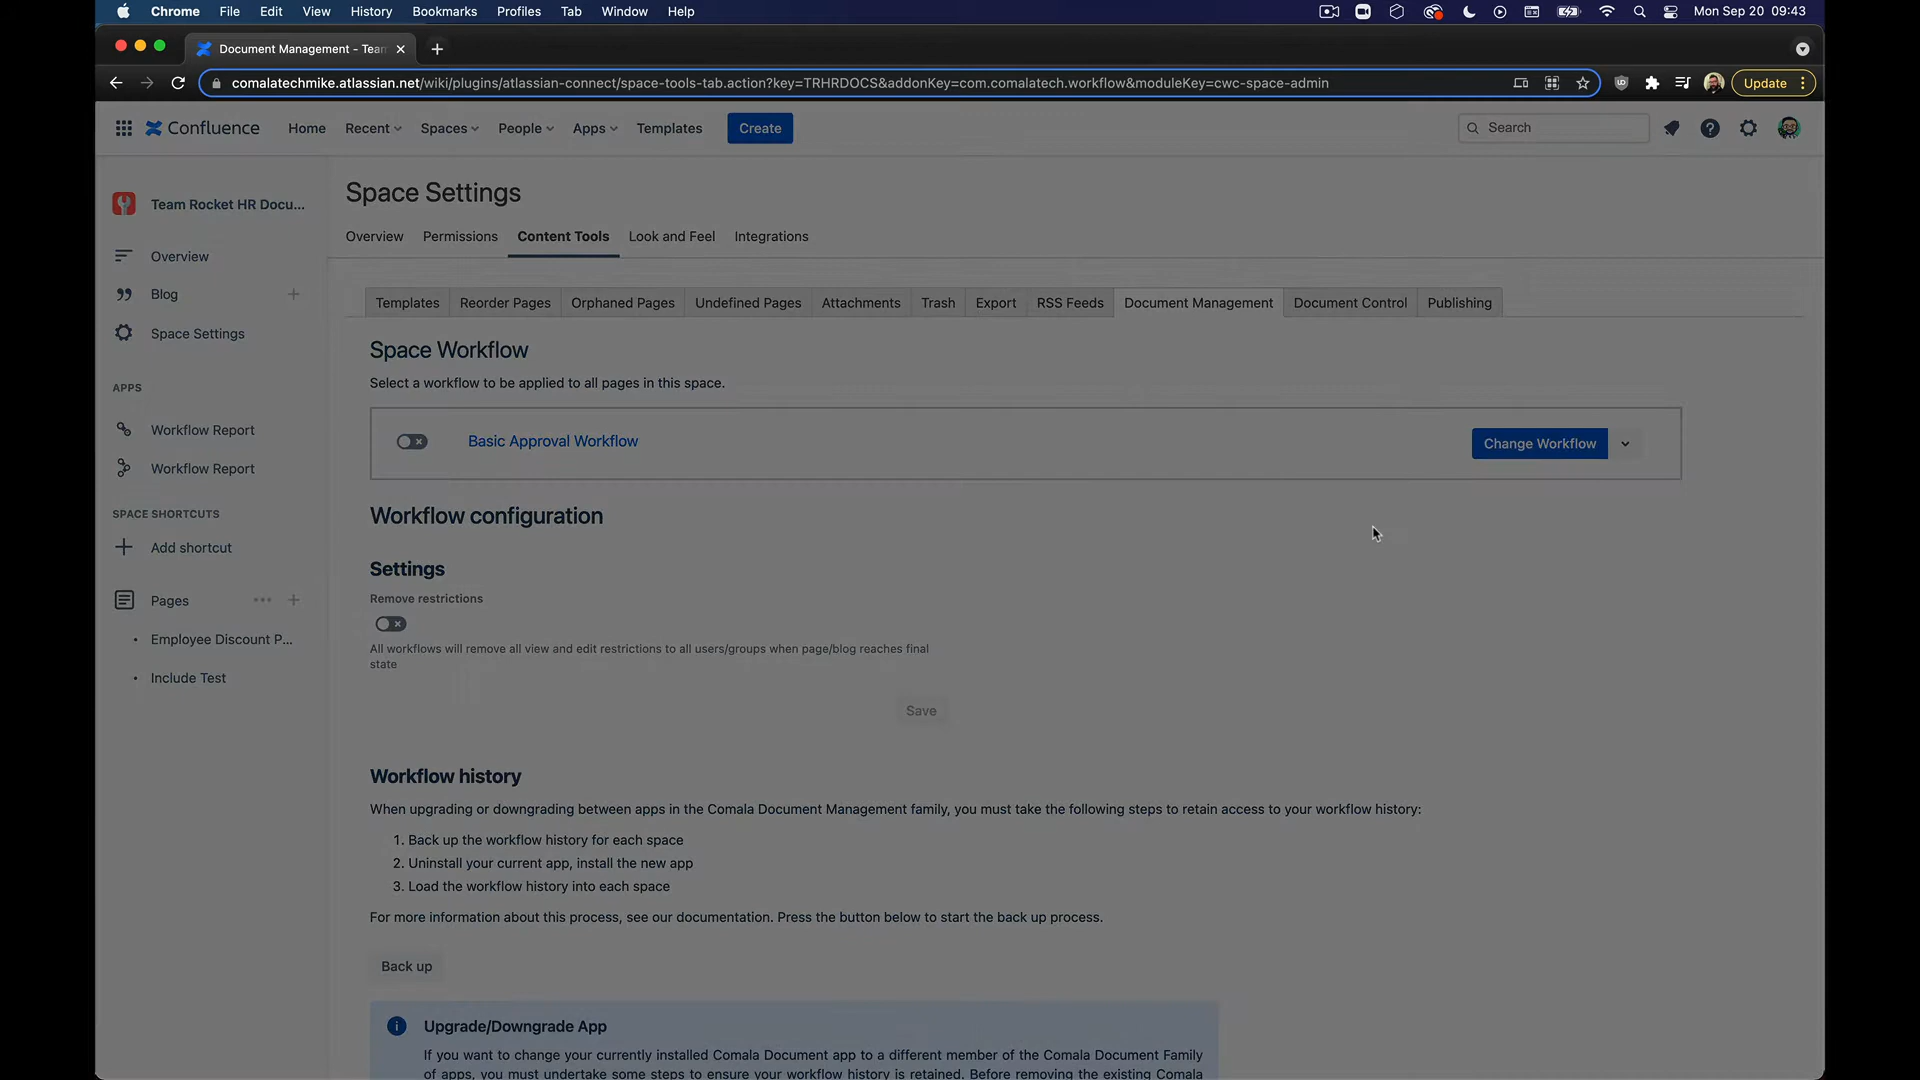 Chrome File Edit View History Bookmarks Profiles Tab Window Help Mon Sep 20 09:43
Document Management - Team
comalatechmike.atlassian.net/wiki/plugins/atlassian-connect/space-tools-tab.action?key=TRHRDOCS&addonKey=com.comalatech.workflow&moduleKey=cwc-space-admin Update
Confluence Home Recent Spaces People Apps Templates Create Search
Team Rocket HR Docu...
Overview
Blog
Space Settings
APPS
Workflow Report
Workflow Report
SPACE SHORTCUTS
Add shortcut
Pages
Employee Discount P...
Include Test
Space Settings
Overview Permissions Content Tools Look and Feel Integrations
Templates Reorder Pages Orphaned Pages Undefined Pages Attachments Trash Export RSS Feeds Document Management Document Control Publishing
Space Workflow
Select a workflow to be applied to all pages in this space.
Basic Approval Workflow Change Workflow
Workflow configuration
Settings
Remove restrictions
All workflows will remove all view and edit restrictions to all users/groups when page/blog reaches final
state
Save
Workflow history
When upgrading or downgrading between apps in the Comala Document Management family, you must take the following steps to retain access to your workflow history:
1. Back up the workflow history for each space
2. Uninstall your current app, install the new app
3. Load the workflow history into each space
For more information about this process, see our documentation. Press the button below to start the back up process.
Back up
Upgrade/Downgrade App
If you want to change your currently installed Comala Document app to a different member of the Comala Document Family
of apps, you must undertake some steps to ensure your workflow history is retained. Before removing the existing Comala